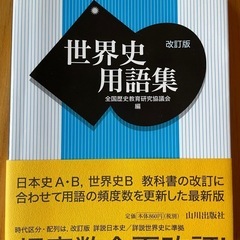 改訂版
世界史
用語集
全国歴史教育研究協議会
編
日本史A・B, 世界史B 教科書の改訂に
合わせて用語の頻度数を更新した最新版
定価 本体860円(税別) 山川出版社
時代区分・配列は、改訂版 詳説日本史／詳説世界史に準拠